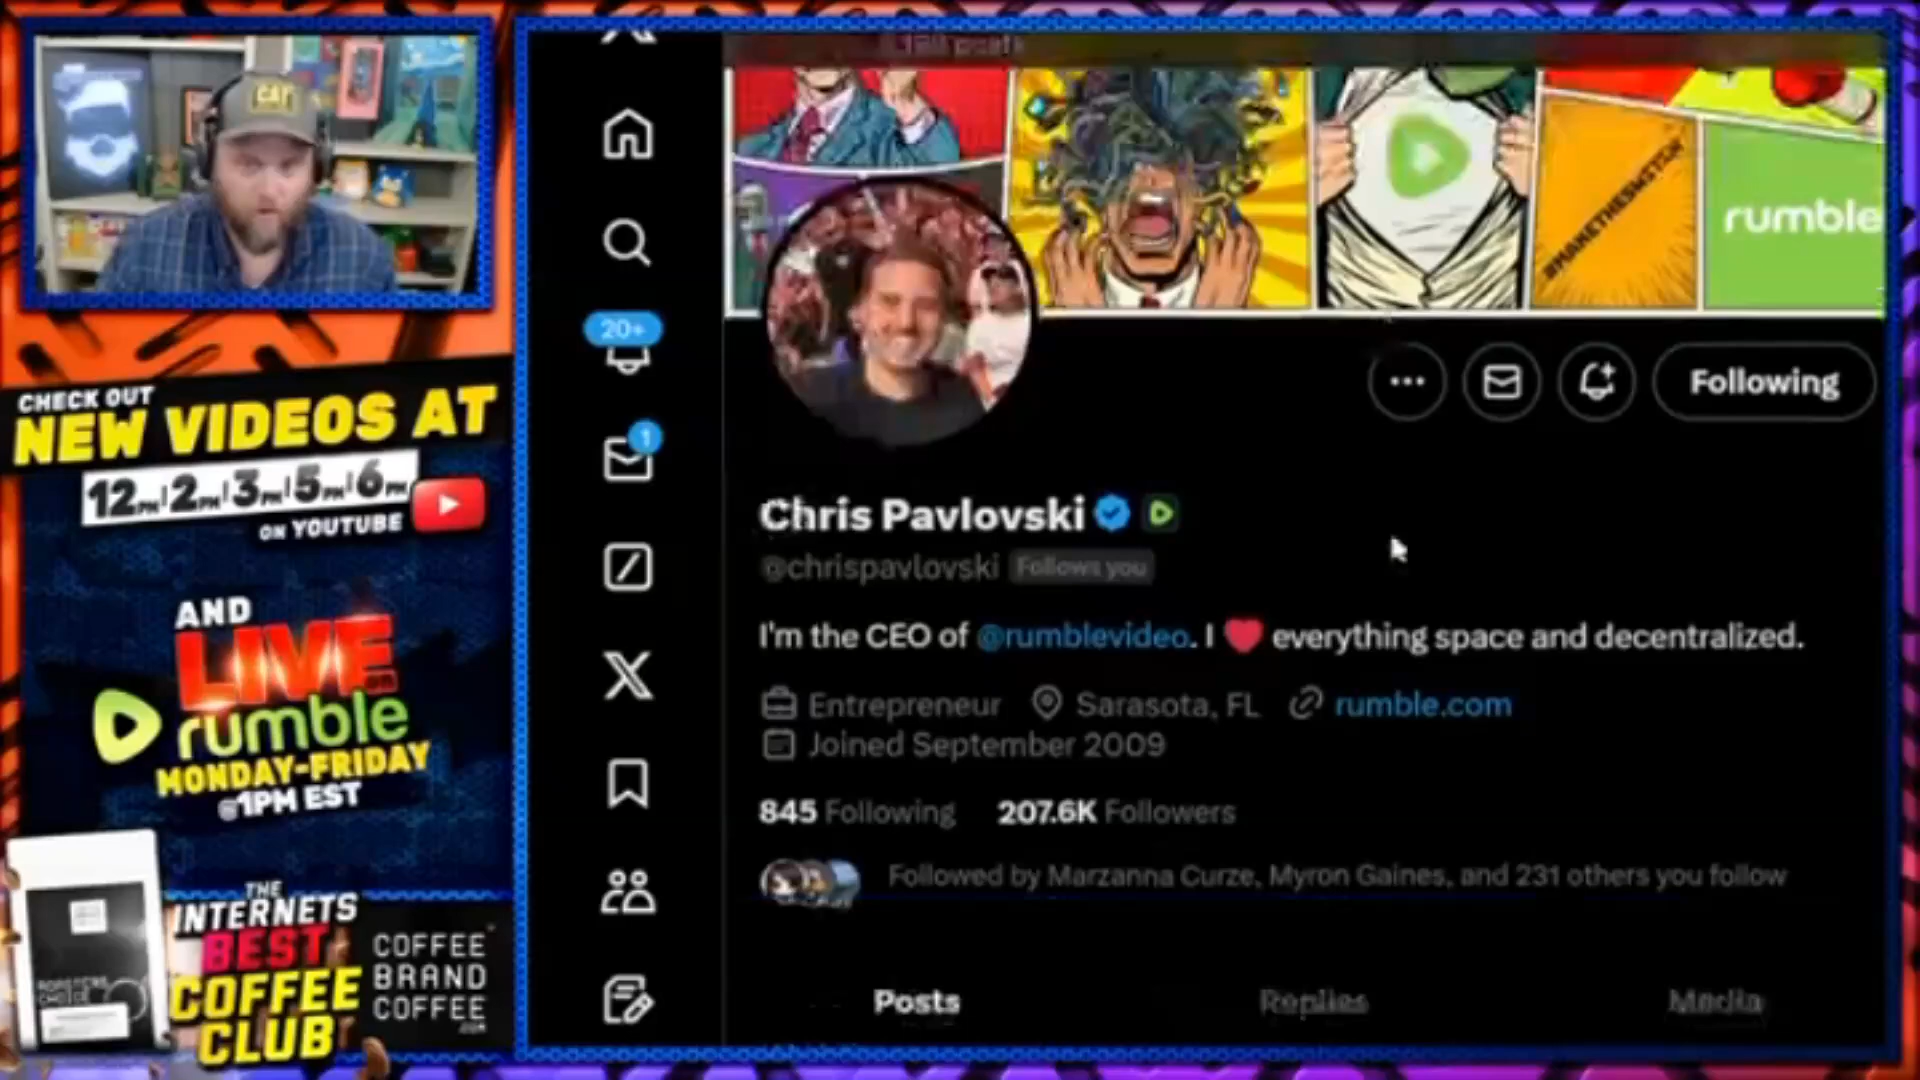 CAT
CHECK OUT
NEW VIDEOS AT
12PM|2PM|3PM|5PM|6PM
ON YOUTUBE
AND
LIVE
on
rumble
MONDAY-FRIDAY
@1PM EST
THE
INTERNETS
BEST
COFFEE
CLUB
COFFEE
BRAND
COFFEE
.COM
20+
1
posts
rumble
Following
Chris Pavlovski
@chrispavlovski Follows you
I'm the CEO of @rumblevideo. I ❤️ everything space and decentralized.
Entrepreneur Sarasota, FL rumble.com
Joined September 2009
845 Following 207.6K Followers
Followed by Marzanna Curze, Myron Gaines, and 231 others you follow
Posts Replies Media